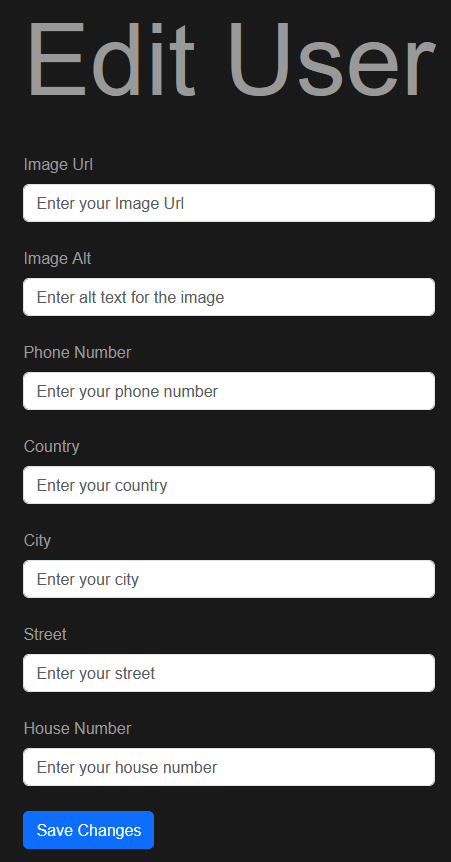 Edit User
Image Url
Enter your Image Url
Image Alt
Enter alt text for the image
Phone Number
Enter your phone number
Country
Enter your country
City
Enter your city
Street
Enter your street
House Number
Enter your house number
Save Changes